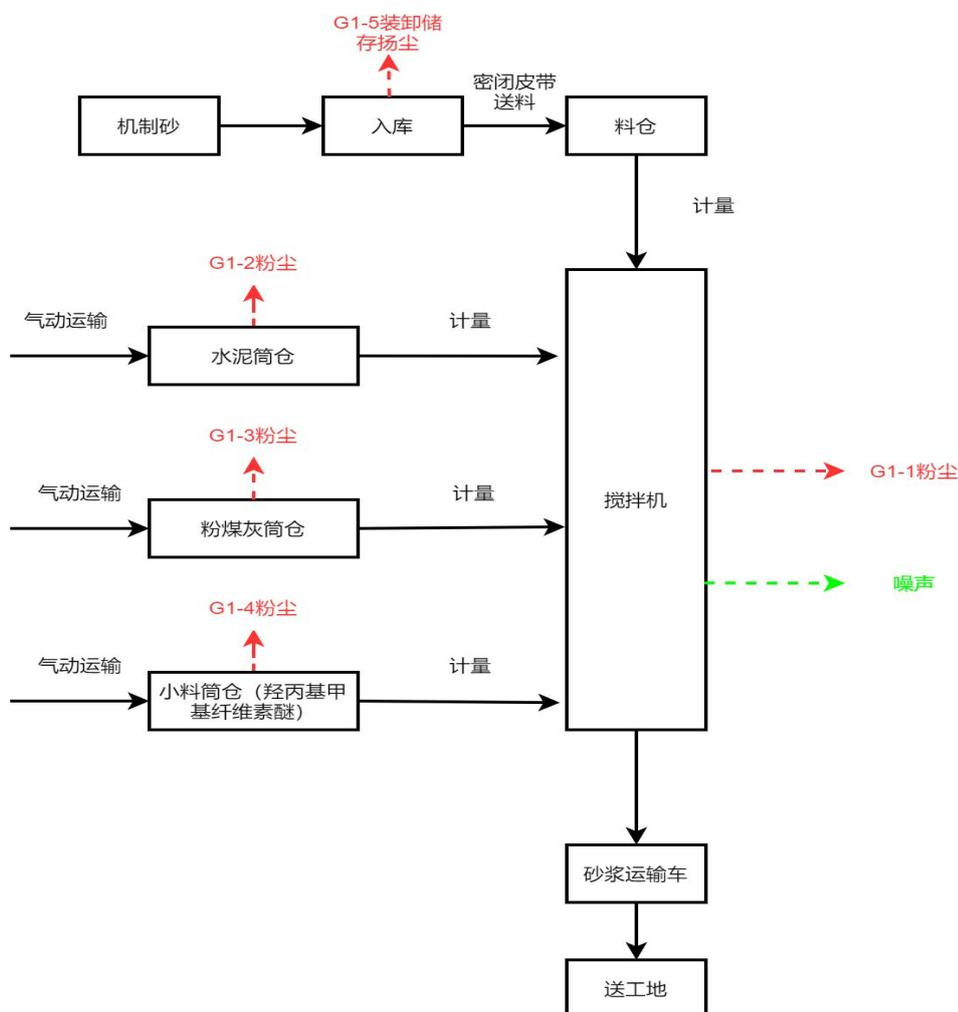 G1-5装卸储
存扬尘
密闭皮带
送料
机制砂
入库
料仓
计量
G1-2粉尘
气动运输
计量
水泥筒仓
G1-3粉尘
气动运输
计量
粉煤灰筒仓
搅拌机
G1-1粉尘
噪声
G1-4粉尘
气动运输
计量
小料筒仓（羟丙基甲
基纤维素醚）
砂浆运输车
送工地